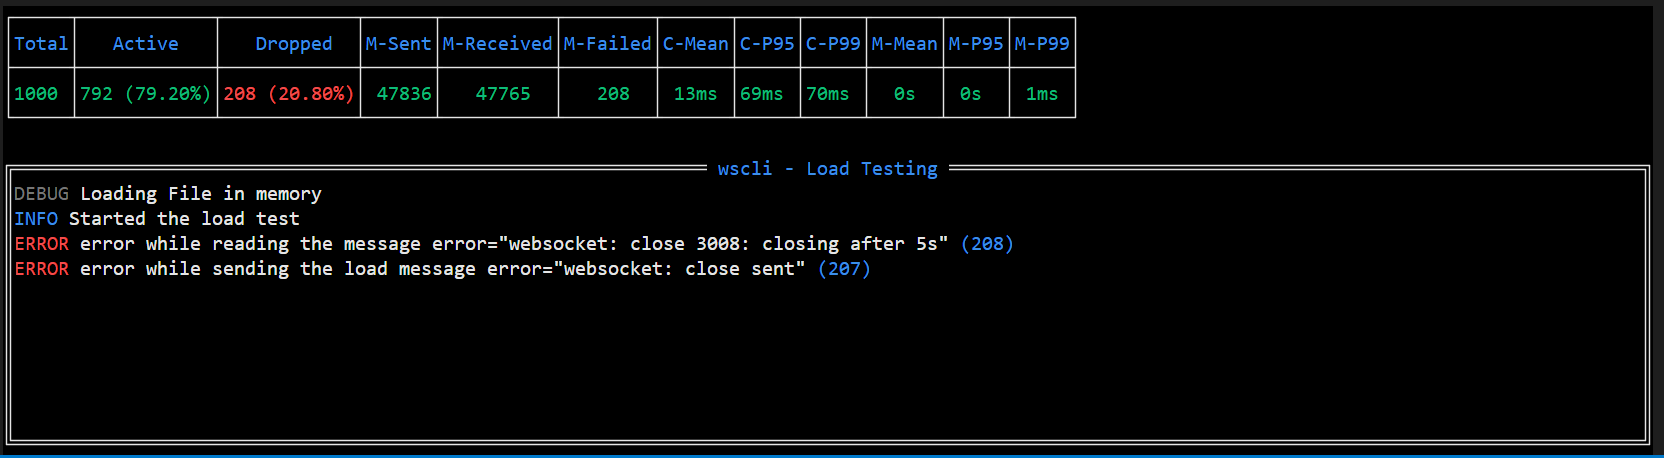 Total Active Dropped M-Sent M-Received M-Failed C-Mean C-P95 C-P99 M-Mean M-P95 M-P99
1000 792 (79.20%) 208 (20.80%) 47836 47765 208 13ms 69ms 70ms 0s 0s 1ms
wscli - Load Testing
DEBUG Loading File in memory
INFO Started the load test
ERROR error while reading the message error="websocket: close 3008: closing after 5s" (208)
ERROR error while sending the load message error="websocket: close sent" (207)